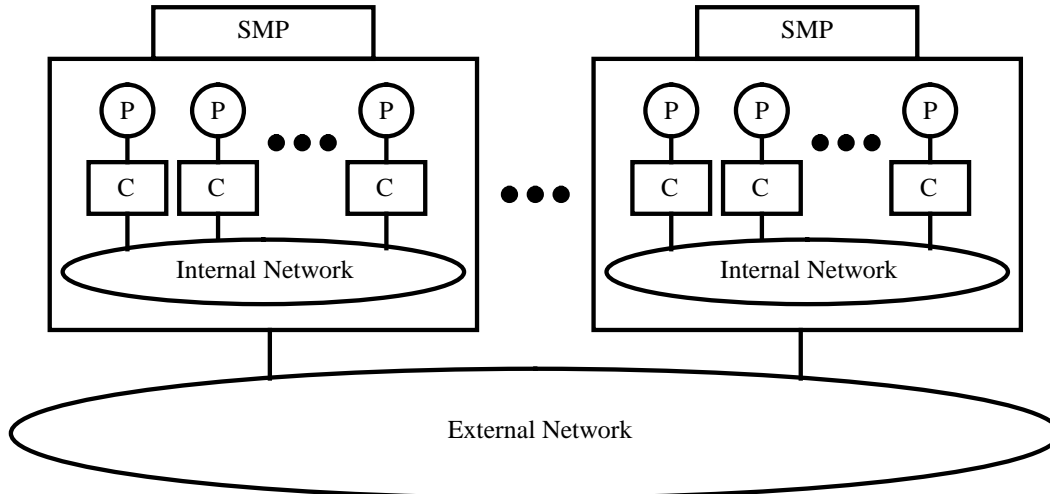 SMP SMP
P P P P P P
C C C C C C
Internal Network Internal Network
External Network